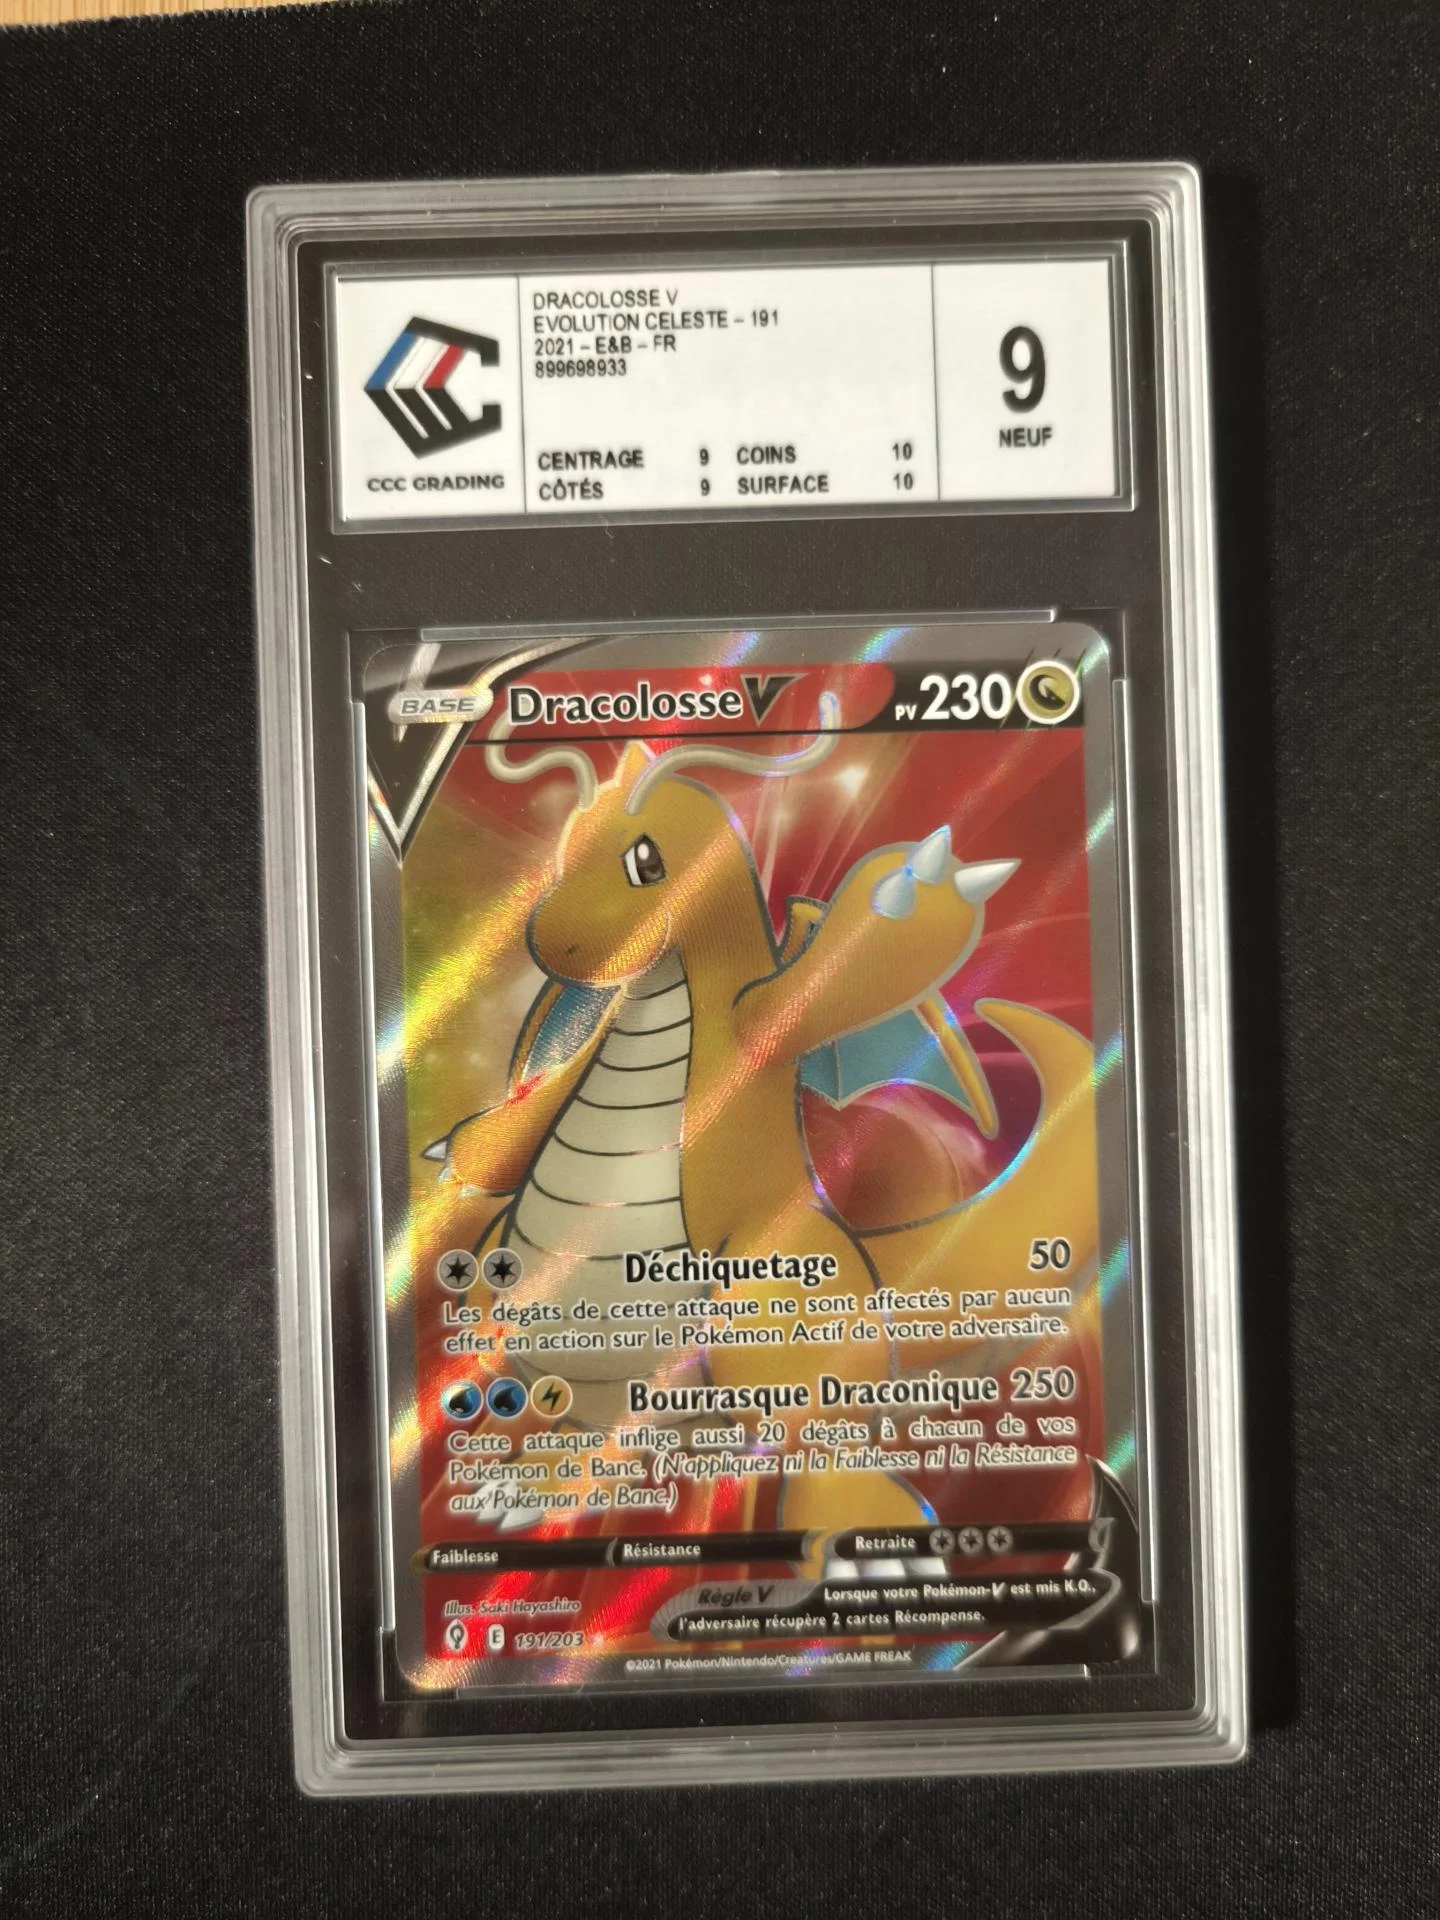 DRACOLOSSE V
EVOLUTION CELESTE - 191
2021 - E&B - FR
899698933
CENTRAGE 9 COINS 10
CÔTÉS 9 SURFACE 10
9
NEUF
CCC GRADING
BASE Dracolosse V PV 230
Déchiquetage 50
Les dégâts de cette attaque ne sont affectés par aucun
effet en action sur le Pokémon Actif de votre adversaire.
Bourrasque Draconique 250
Cette attaque inflige aussi 20 dégâts à chacun de vos
Pokémon de Banc. (N'appliquez ni la Faiblesse ni la Résistance
aux Pokémon de Banc.)
Faiblesse Résistance Retraite
Règle V Lorsque votre Pokémon-V est mis K.O.,
l'adversaire récupère 2 cartes Récompense.
Illus. Saki Hayashiro
E 191/203
©2021 Pokémon/Nintendo/Creatures/GAME FREAK